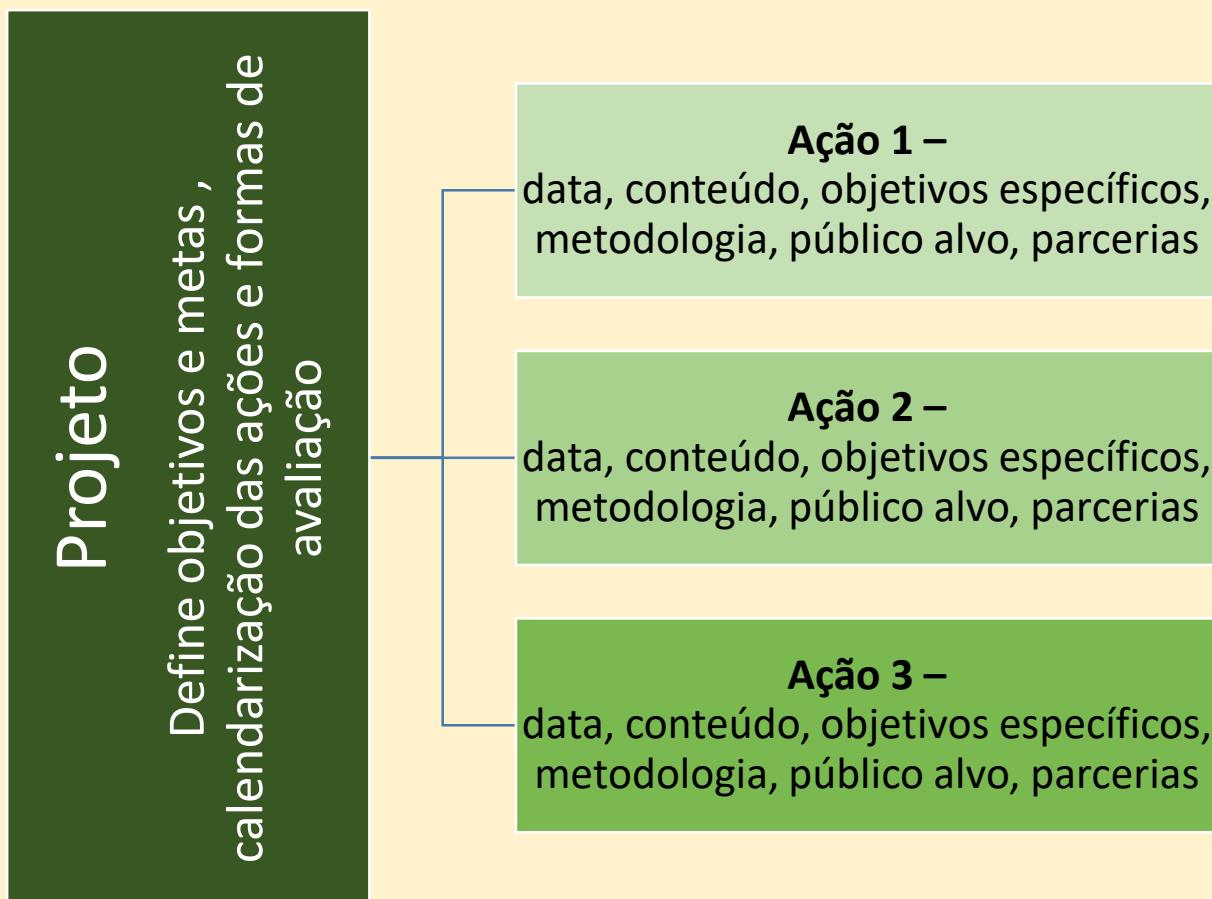 Projeto
Define objetivos e metas ,
calendarização das ações e formas de
avaliação
Ação 1 –
data, conteúdo, objetivos específicos,
metodologia, público alvo, parcerias
Ação 2 –
data, conteúdo, objetivos específicos,
metodologia, público alvo, parcerias
Ação 3 –
data, conteúdo, objetivos específicos,
metodologia, público alvo, parcerias